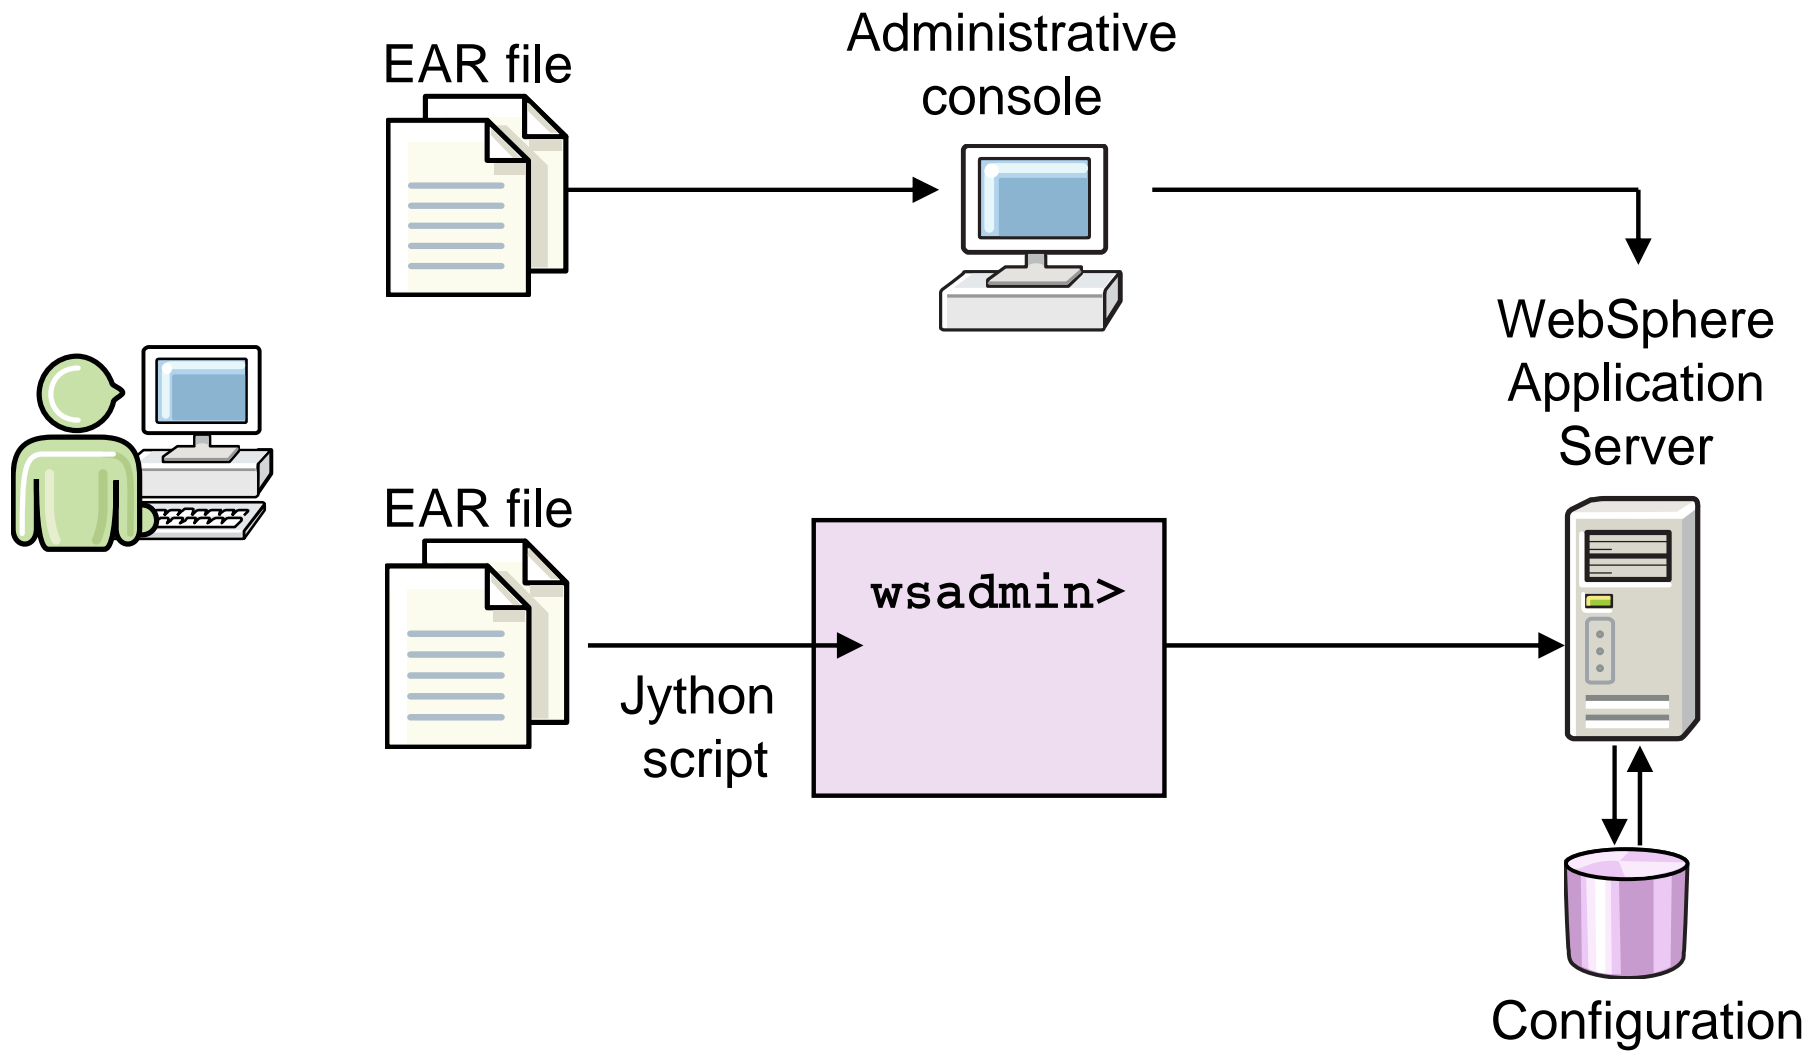 EAR file
Administrative
console
WebSphere
Application
Server
EAR file
wsadmin>
Jython
script
Configuration